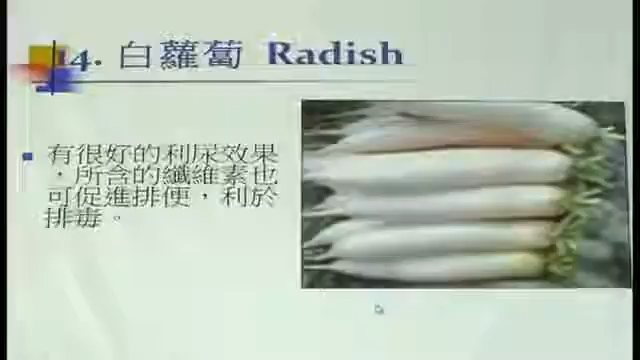 14. 白蘿蔔 Radish
有很好的利尿效果
，所含的纖維素也
可促進排便，利於
排毒。